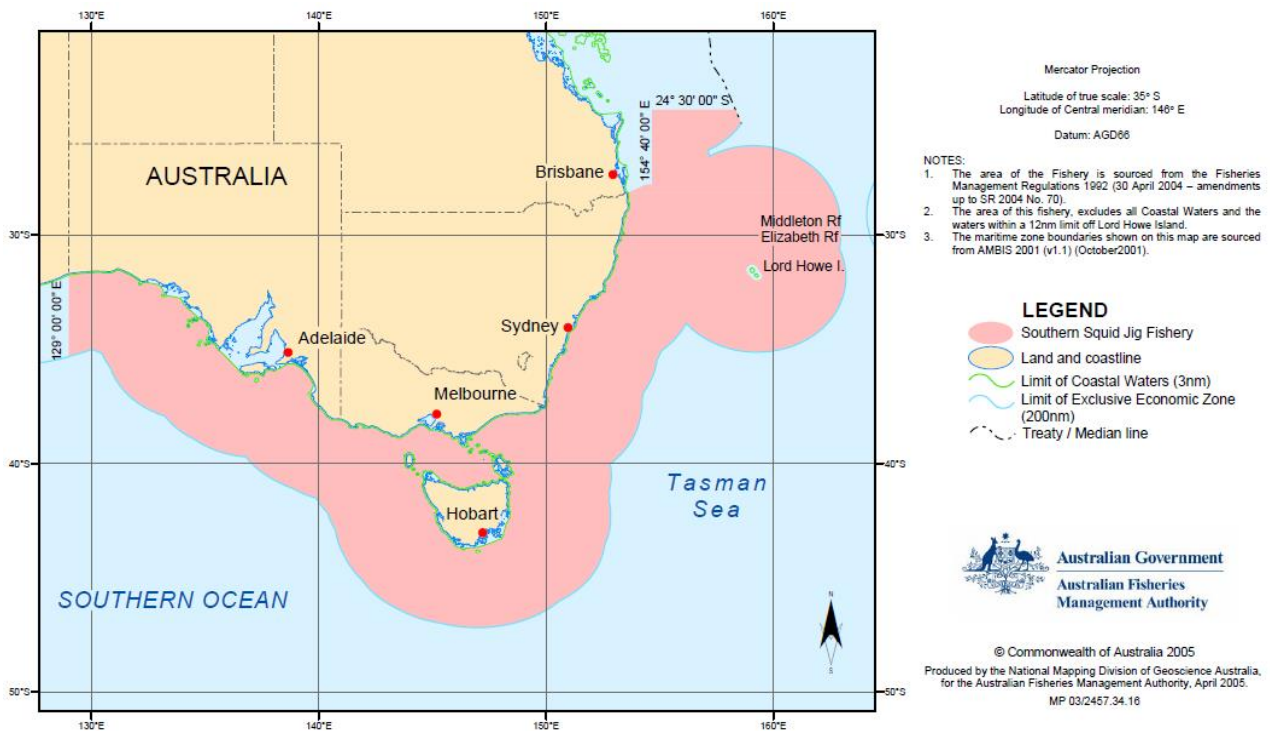 130°E 140°E 150°E 160°E
24° 30' 00" S
154° 40' 00" E
Brisbane
AUSTRALIA
Middleton Rf
Elizabeth Rf
30°S 30°S
Lord Howe I.
129° 00' 00" E
Sydney
Adelaide
Melbourne
40°S 40°S
Tasman
Sea
Hobart
SOUTHERN OCEAN
N
S
50°S 50°S
130°E 140°E 150°E 160°E
Mercator Projection
Latitude of true scale: 35° S
Longitude of Central meridian: 146° E
Datum: AGD66
NOTES:
1. The area of the Fishery is sourced from the Fisheries
Management Regulations 1992 (30 April 2004 – amendments
up to SR 2004 No. 70).
2. The area of this fishery, excludes all Coastal Waters and the
waters within a 12nm limit off Lord Howe Island.
3. The maritime zone boundaries shown on this map are sourced
from AMBIS 2001 (v1.1) (October2001).
LEGEND
Southern Squid Jig Fishery
Land and coastline
Limit of Coastal Waters (3nm)
Limit of Exclusive Economic Zone
(200nm)
Treaty / Median line
Australian Government
Australian Fisheries
Management Authority
© Commonwealth of Australia 2005
Produced by the National Mapping Division of Geoscience Australia,
for the Australian Fisheries Management Authority, April 2005.
MP 03/2457.34.16